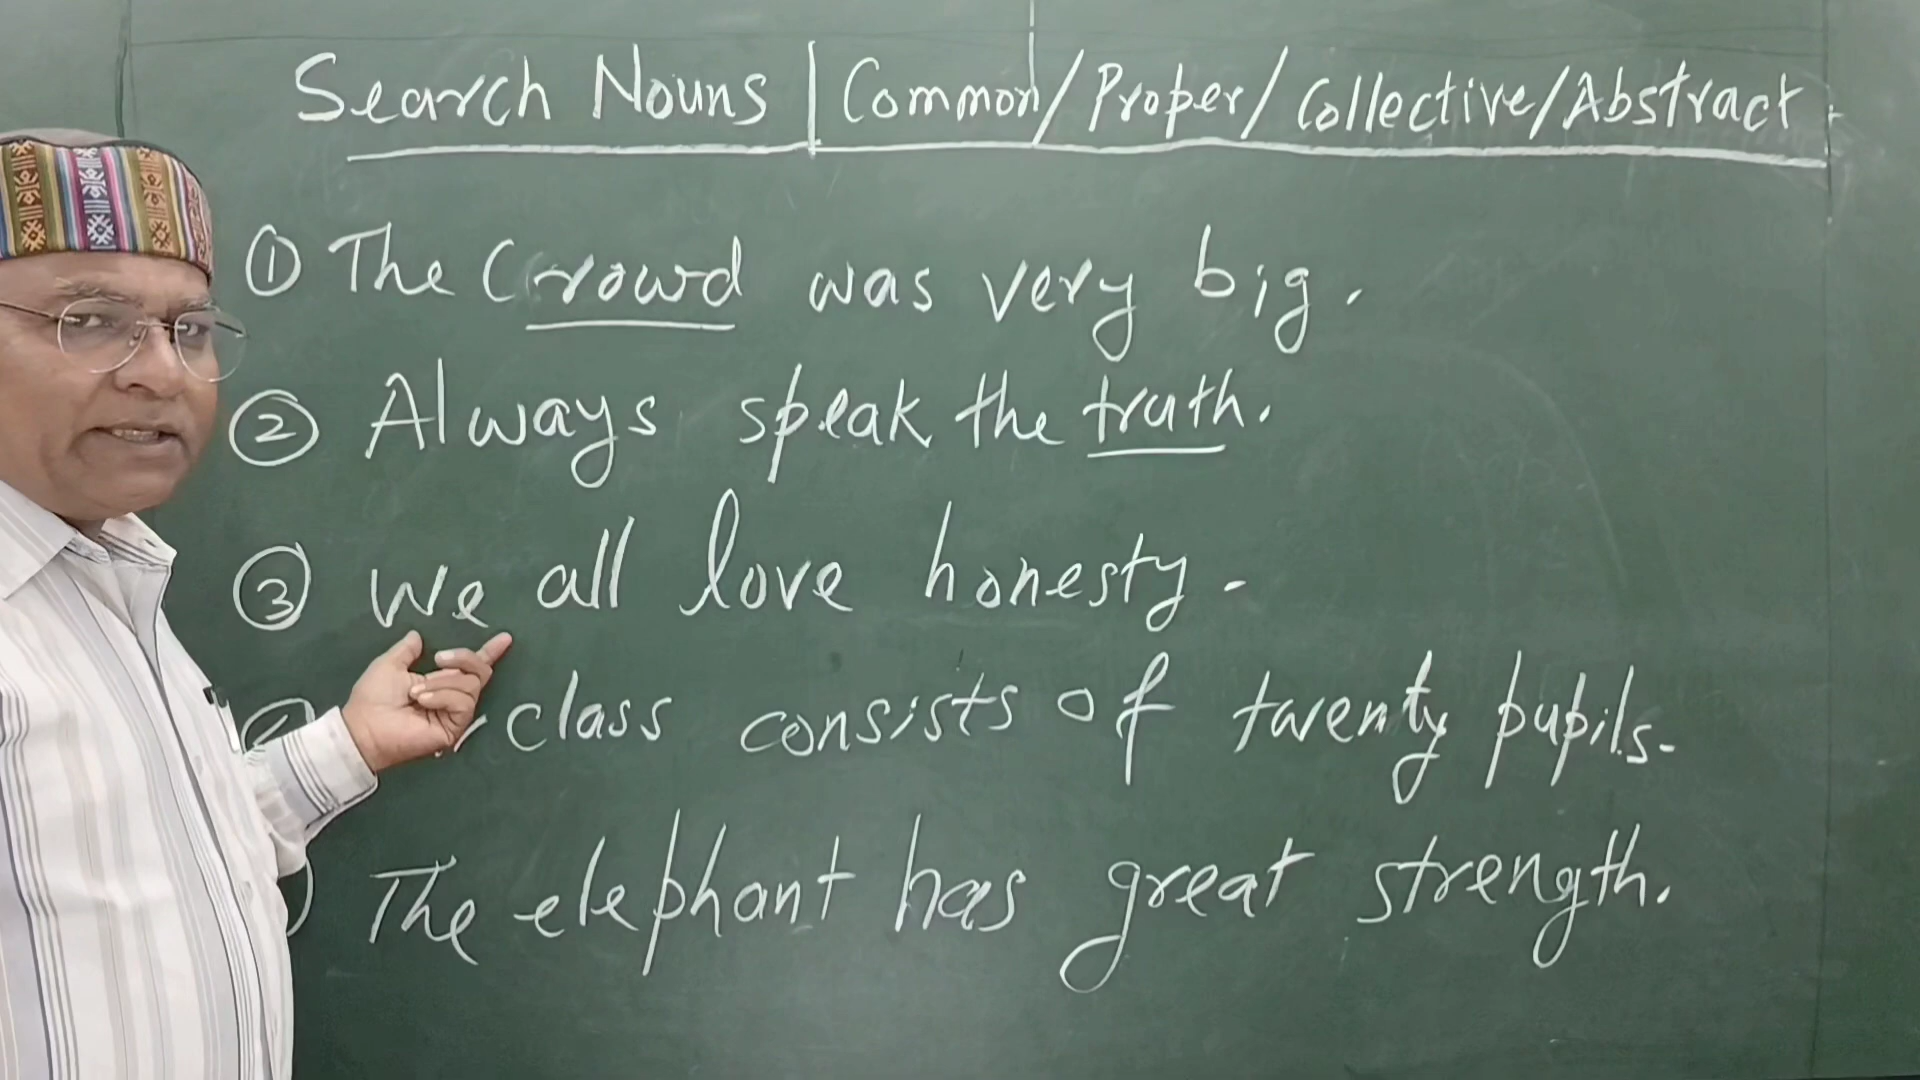 Search Nouns | Common/Proper/Collective/Abstract.
① The Crowd was very big.
② Always speak the truth.
③ We all love honesty.
class consists of twenty pupils.
The elephant has great strength.